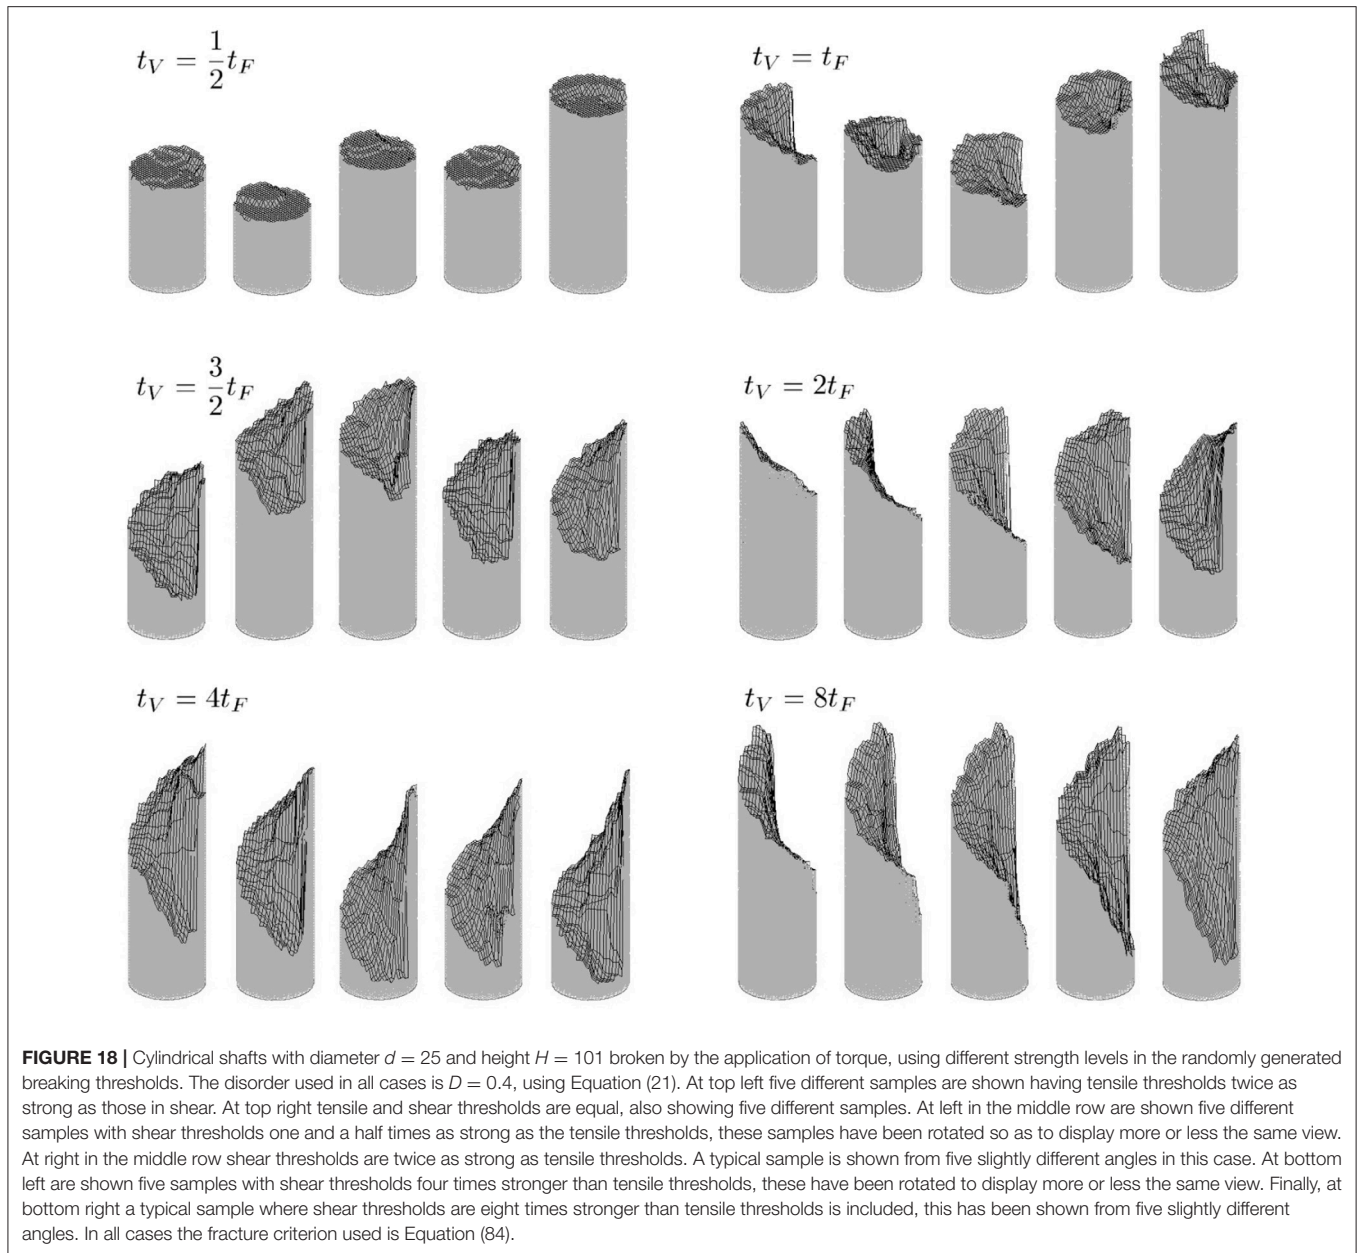 t_V = \frac{1}{2} t_F
t_V = t_F
t_V = \frac{3}{2} t_F
t_V = 2t_F
t_V = 4t_F
t_V = 8t_F
FIGURE 18 | Cylindrical shafts with diameter d = 25 and height H = 101 broken by the application of torque, using different strength levels in the randomly generated
breaking thresholds. The disorder used in all cases is D = 0.4, using Equation (21). At top left five different samples are shown having tensile thresholds twice as
strong as those in shear. At top right tensile and shear thresholds are equal, also showing five different samples. At left in the middle row are shown five different
samples with shear thresholds one and a half times as strong as the tensile thresholds, these samples have been rotated so as to display more or less the same view.
At right in the middle row shear thresholds are twice as strong as tensile thresholds. A typical sample is shown from five slightly different angles in this case. At bottom
left are shown five samples with shear thresholds four times stronger than tensile thresholds, these have been rotated to display more or less the same view. Finally, at
bottom right a typical sample where shear thresholds are eight times stronger than tensile thresholds is included, this has been shown from five slightly different
angles. In all cases the fracture criterion used is Equation (84).